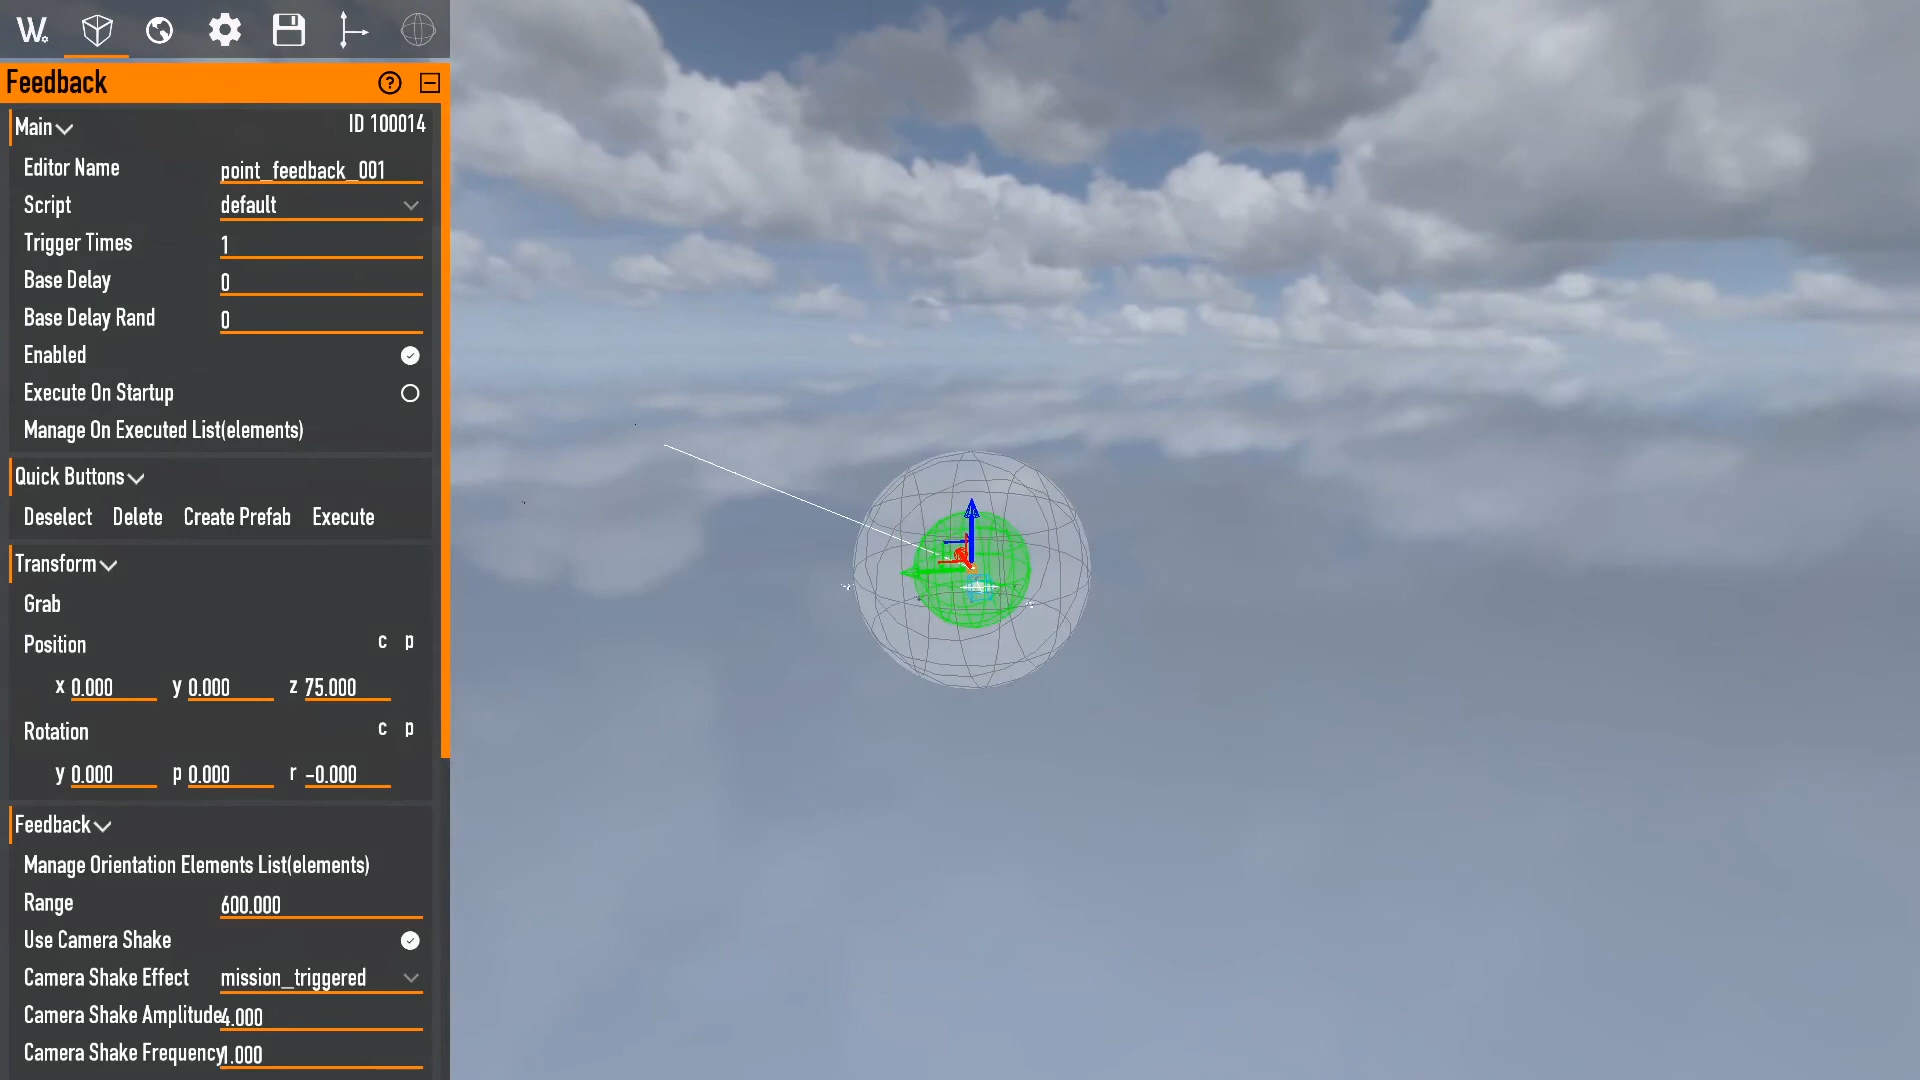 W.
Feedback ?
Main ID 100014
Editor Name point_feedback_001
Script default
Trigger Times 1
Base Delay 0
Base Delay Rand 0
Enabled
Execute On Startup
Manage On Executed List(elements)
Quick Buttons
Deselect Delete Create Prefab Execute
Transform
Grab
Position c p
x 0.000 y 0.000 z 75.000
Rotation c p
y 0.000 p 0.000 r -0.000
Feedback
Manage Orientation Elements List(elements)
Range 600.000
Use Camera Shake
Camera Shake Effect mission_triggered
Camera Shake Amplitude 4.000
Camera Shake Frequency 1.000